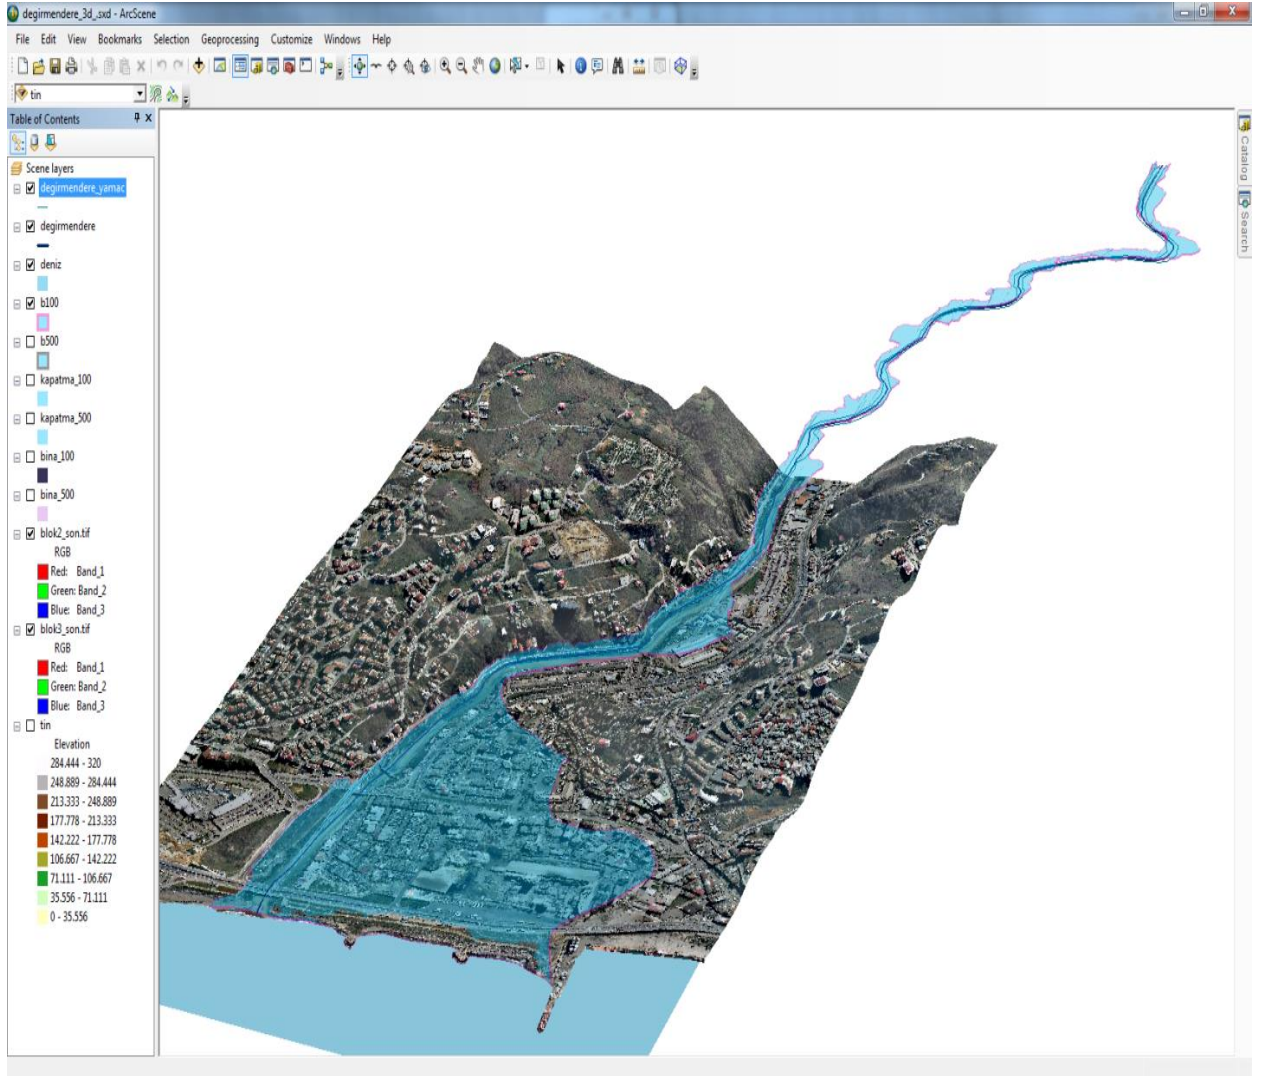 degirmendere_3d_.sxd - ArcScene
File Edit View Bookmarks Selection Geoprocessing Customize Windows Help
tin
Table of Contents
Scene layers
degirmendere_yamac
degirmendere
deniz
b100
b500
kapatma_100
kapatma_500
bina_100
bina_500
blok2_son.tif
RGB
Red: Band_1
Green: Band_2
Blue: Band_3
blok3_son.tif
RGB
Red: Band_1
Green: Band_2
Blue: Band_3
tin
Elevation
284.444 - 320
248.889 - 284.444
213.333 - 248.889
177.778 - 213.333
142.222 - 177.778
106.667 - 142.222
71.111 - 106.667
35.556 - 71.111
0 - 35.556
Catalog
Search